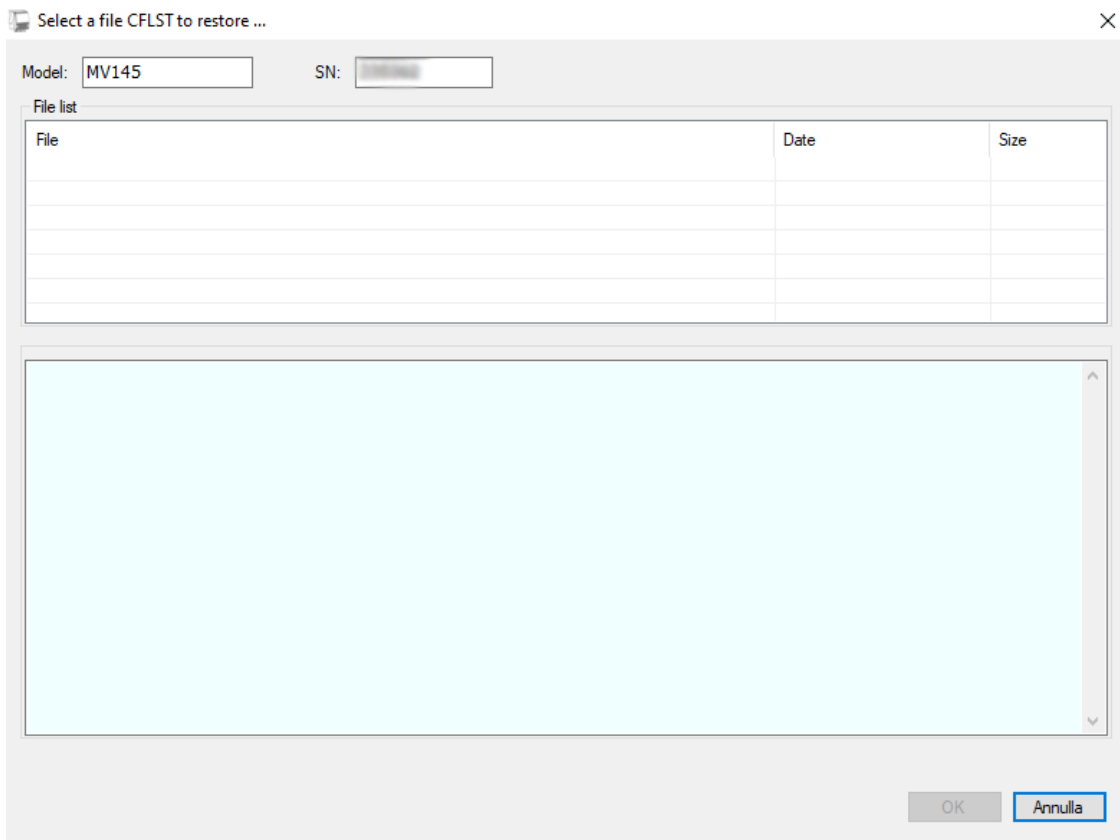 Select a file CFLST to restore ...
Model: MV145 SN:
File list
File Date Size
OK Annulla